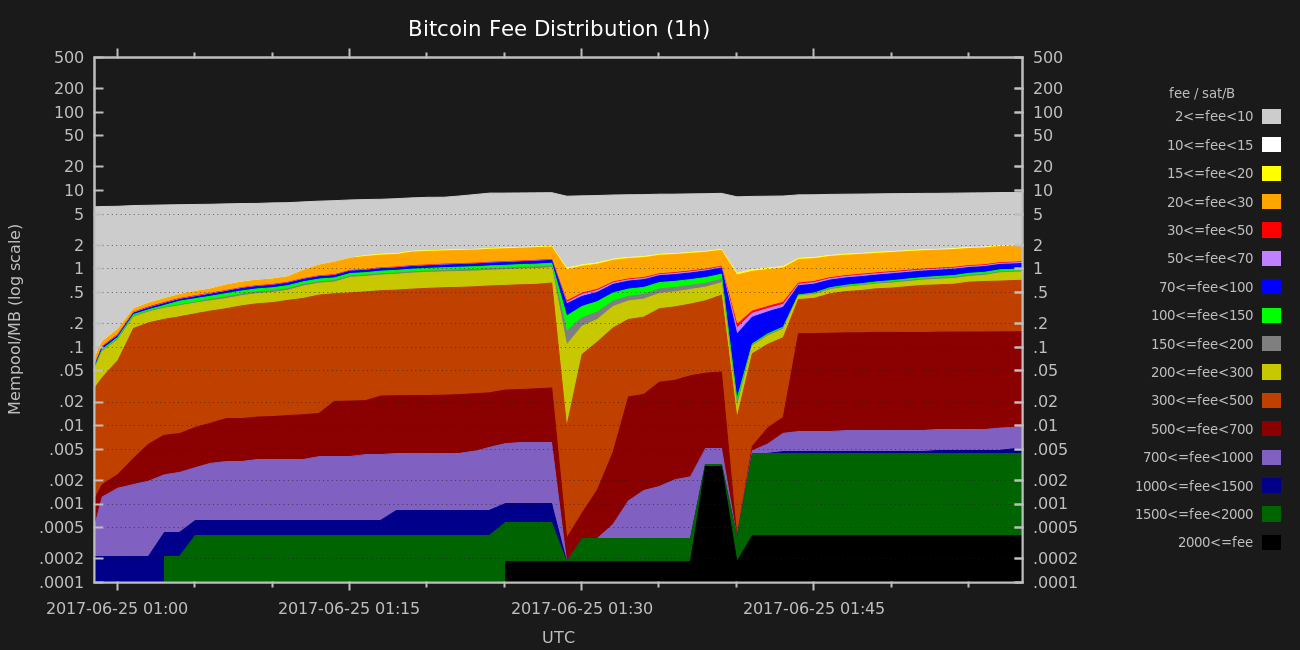 Bitcoin Fee Distribution (1h)
500
200
100
50
20
10
5
2
1
.5
.2
.1
.05
.02
.01
.005
.002
.001
.0005
.0002
.0001
Mempool/MB (log scale)
500
200
100
50
20
10
5
2
1
.5
.2
.1
.05
.02
.01
.005
.002
.001
.0005
.0002
.0001
2017-06-25 01:00
2017-06-25 01:15
2017-06-25 01:30
2017-06-25 01:45
UTC
fee / sat/B
2<=fee<10
10<=fee<15
15<=fee<20
20<=fee<30
30<=fee<50
50<=fee<70
70<=fee<100
100<=fee<150
150<=fee<200
200<=fee<300
300<=fee<500
500<=fee<700
700<=fee<1000
1000<=fee<1500
1500<=fee<2000
2000<=fee